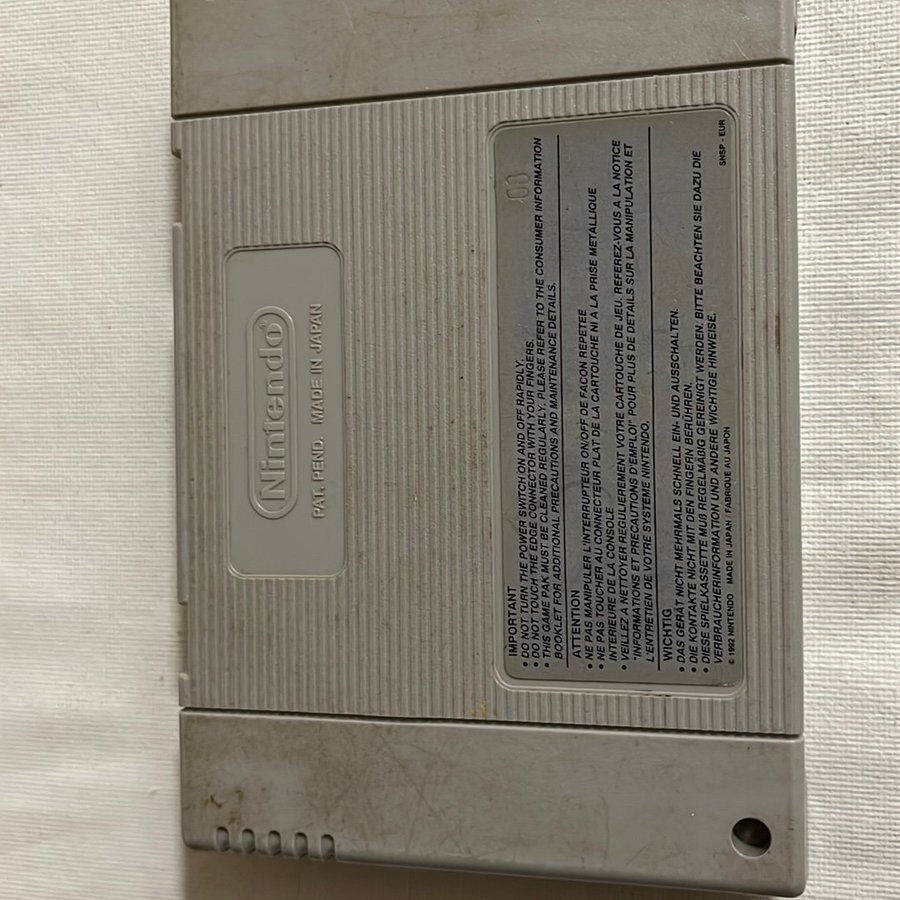 Nintendo®
PAT. PEND. MADE IN JAPAN
00
IMPORTANT
• DO NOT TURN THE POWER SWITCH ON AND OFF RAPIDLY.
• DO NOT TOUCH THE EDGE CONNECTOR WITH YOUR FINGERS.
• THIS GAME PAK MUST BE CLEANED REGULARLY. PLEASE REFER TO THE CONSUMER INFORMATION
BOOKLET FOR ADDITIONAL PRECAUTIONS AND MAINTENANCE DETAILS.
ATTENTION
• NE PAS MANIPULER L'INTERRUPTEUR ON/OFF DE FACON REPETEE
• NE PAS TOUCHER AU CONNECTEUR PLAT DE LA CARTOUCHE NI A LA PRISE METALLIQUE
INTERIEURE DE LA CONSOLE
• VEILLEZ A NETTOYER REGULIEREMENT VOTRE CARTOUCHE DE JEU. REFEREZ-VOUS A LA NOTICE
"INFORMATIONS ET PRECAUTIONS D'EMPLOI" POUR PLUS DE DETAILS SUR LA MANIPULATION ET
L'ENTRETIEN DE VOTRE SYSTEME NINTENDO.
WICHTIG
• DAS GERÄT NICHT MEHRMALS SCHNELL EIN- UND AUSSCHALTEN.
• DIE KONTAKTE NICHT MIT DEN FINGERN BERÜHREN.
• DIESE SPIELKASSETTE MUß REGELMÄßIG GEREINIGT WERDEN. BITTE BEACHTEN SIE DAZU DIE
VERBRAUCHERINFORMATION UND ANDERE WICHTIGE HINWEISE.
© 1992 NINTENDO MADE IN JAPAN / FABRIQUE AU JAPON
SNSP - EUR